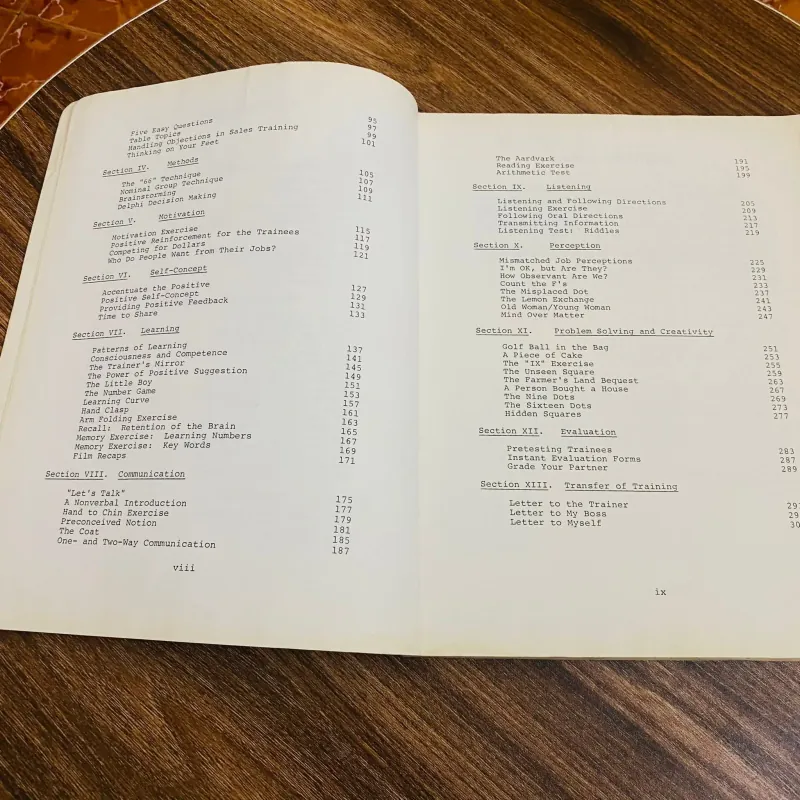 Five Easy Questions 95
Table Topics 97
Handling Objections in Sales Training 99
Thinking on Your Feet 101
Section IV. Methods
The "66" Technique 105
Nominal Group Technique 107
Brainstorming 109
Delphi Decision Making 111
Section V. Motivation
Motivation Exercise 115
Positive Reinforcement for the Trainees 117
Competing for Dollars 119
Who Do People Want from Their Jobs? 121
Section VI. Self-Concept
Accentuate the Positive 127
Positive Self-Concept 129
Providing Positive Feedback 131
Time to Share 133
Section VII. Learning
Patterns of Learning 137
Consciousness and Competence 141
The Trainer's Mirror 145
The Power of Positive Suggestion 149
The Little Boy 151
The Number Game 153
Learning Curve 157
Hand Clasp 161
Arm Folding Exercise 163
Recall: Retention of the Brain 165
Memory Exercise: Learning Numbers 167
Memory Exercise: Key Words 169
Film Recaps 171
Section VIII. Communication
"Let's Talk" 175
A Nonverbal Introduction 177
Hand to Chin Exercise 179
Preconceived Notion 181
The Coat 185
One- and Two-Way Communication 187
viii
The Aardvark 191
Reading Exercise 195
Arithmetic Test 199
Section IX. Listening
Listening and Following Directions 205
Listening Exercise 209
Following Oral Directions 213
Transmitting Information 217
Listening Test: Riddles 219
Section X. Perception
Mismatched Job Perceptions 225
I'm OK, but Are They? 229
How Observant Are We? 231
Count the F's 233
The Misplaced Dot 237
The Lemon Exchange 241
Old Woman/Young Woman 243
Mind Over Matter 247
Section XI. Problem Solving and Creativity
Golf Ball in the Bag 251
A Piece of Cake 253
The "IX" Exercise 255
The Unseen Square 259
The Farmer's Land Bequest 263
A Person Bought a House 267
The Nine Dots 269
The Sixteen Dots 273
Hidden Squares 277
Section XII. Evaluation
Pretesting Trainees 283
Instant Evaluation Forms 287
Grade Your Partner 289
Section XIII. Transfer of Training
Letter to the Trainer
Letter to My Boss
Letter to Myself
ix